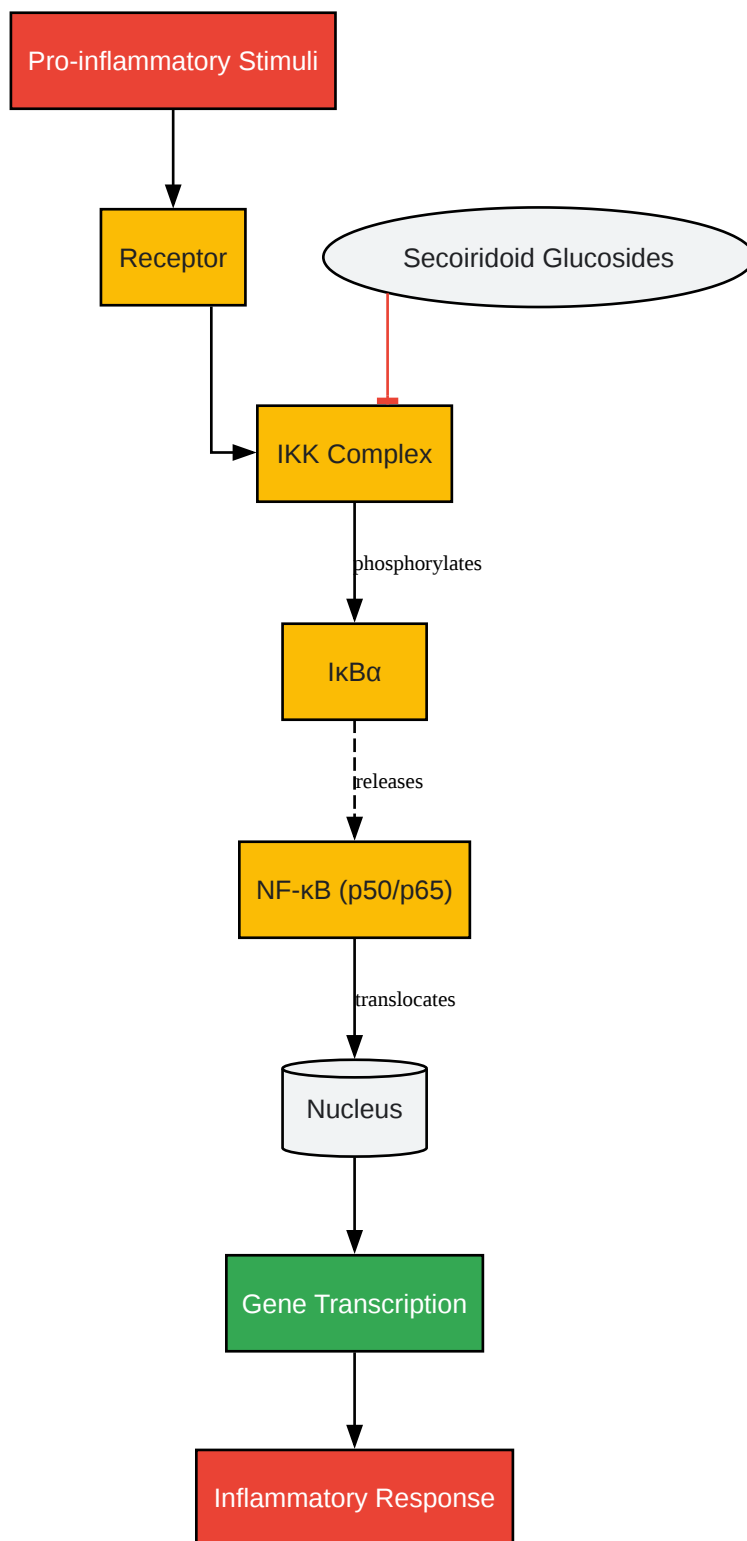 Pro-inflammatory Stimuli
Receptor
Secoiridoid Glucosides
IKK Complex
phosphorylates
IκBα
releases
NF-κB (p50/p65)
translocates
Nucleus
Gene Transcription
Inflammatory Response